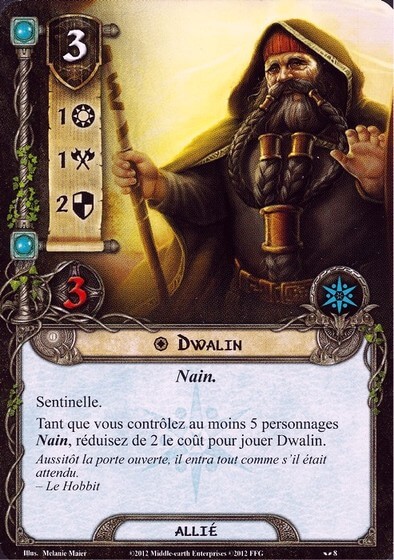 3
1
1
2
3
Dwalin
Nain.
Sentinelle.
Tant que vous contrôlez au moins 5 personnages
Nain, réduisez de 2 le coût pour jouer Dwalin.
Aussitôt la porte ouverte, il entra tout comme s'il était
attendu.
– Le Hobbit
ALLIÉ
Illus. Melanie Maier ©2012 Middle-earth Enterprises ©2012 FFG 8